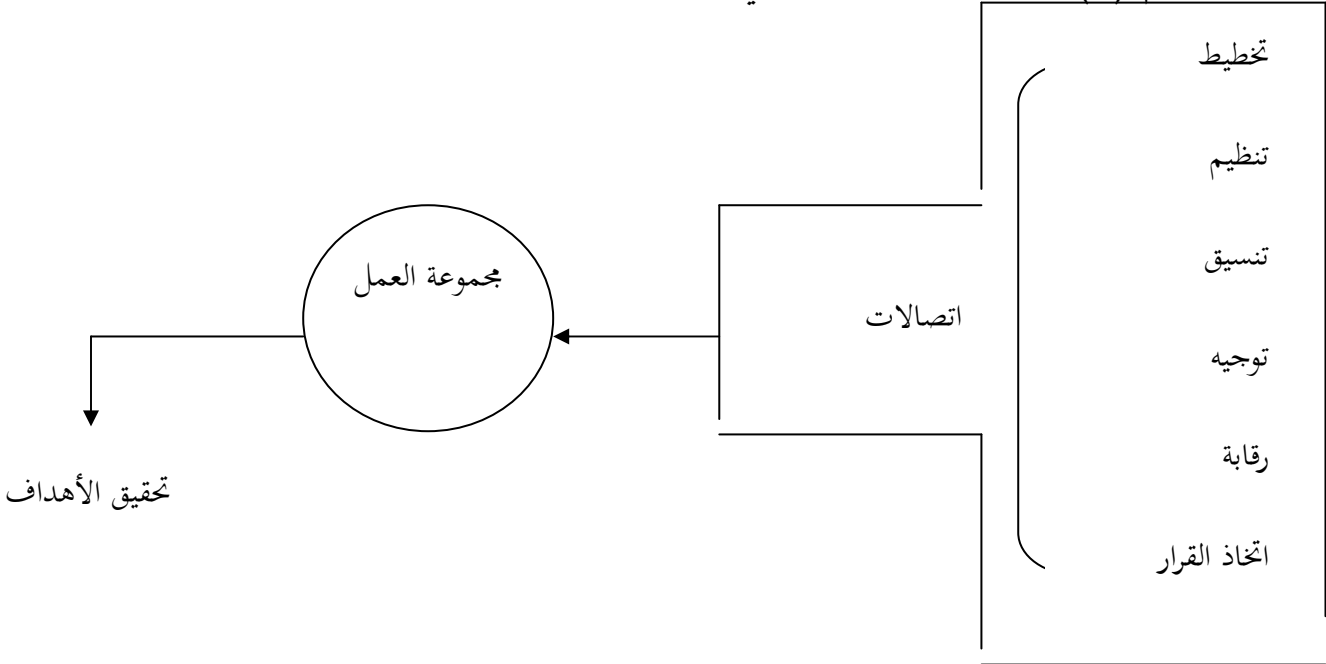 تخطيط
تنظيم
تنسيق
توجيه
رقابة
اتخاذ القرار
اتصالات
مجموعة العمل
تحقيق الأهداف